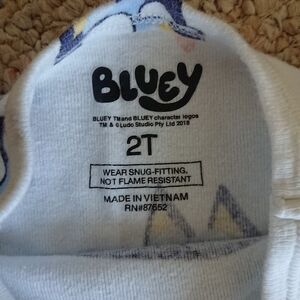 BLUEY
BLUEY TM and BLUEY character logos
TM & © Ludo Studio Pty Ltd 2018
2T
WEAR SNUG-FITTING,
NOT FLAME RESISTANT
MADE IN VIETNAM
RN#87652